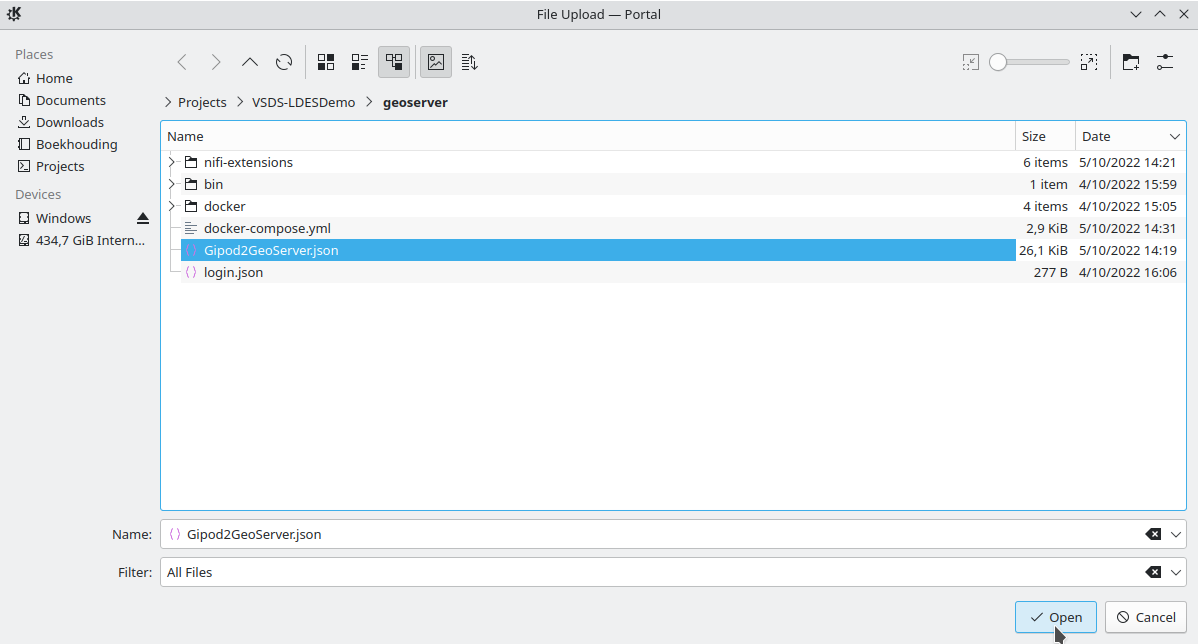 File Upload — Portal
Places
Home
Documents
Downloads
Boekhouding
Projects
Devices
Windows
434,7 GiB Intern...
Projects VSDS-LDESDemo geoserver
Name Size Date
nifi-extensions 6 items 5/10/2022 14:21
bin 1 item 4/10/2022 15:59
docker 4 items 4/10/2022 15:05
docker-compose.yml 2,9 KiB 5/10/2022 14:31
Gipod2GeoServer.json 26,1 KiB 5/10/2022 14:19
login.json 277 B 4/10/2022 16:06
Name: Gipod2GeoServer.json
Filter: All Files
Open Cancel